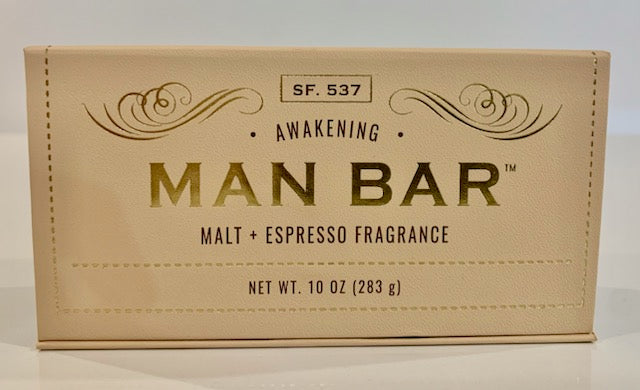 SF. 537
• AWAKENING •
MAN BAR™
MALT + ESPRESSO FRAGRANCE
NET WT. 10 OZ (283 g)